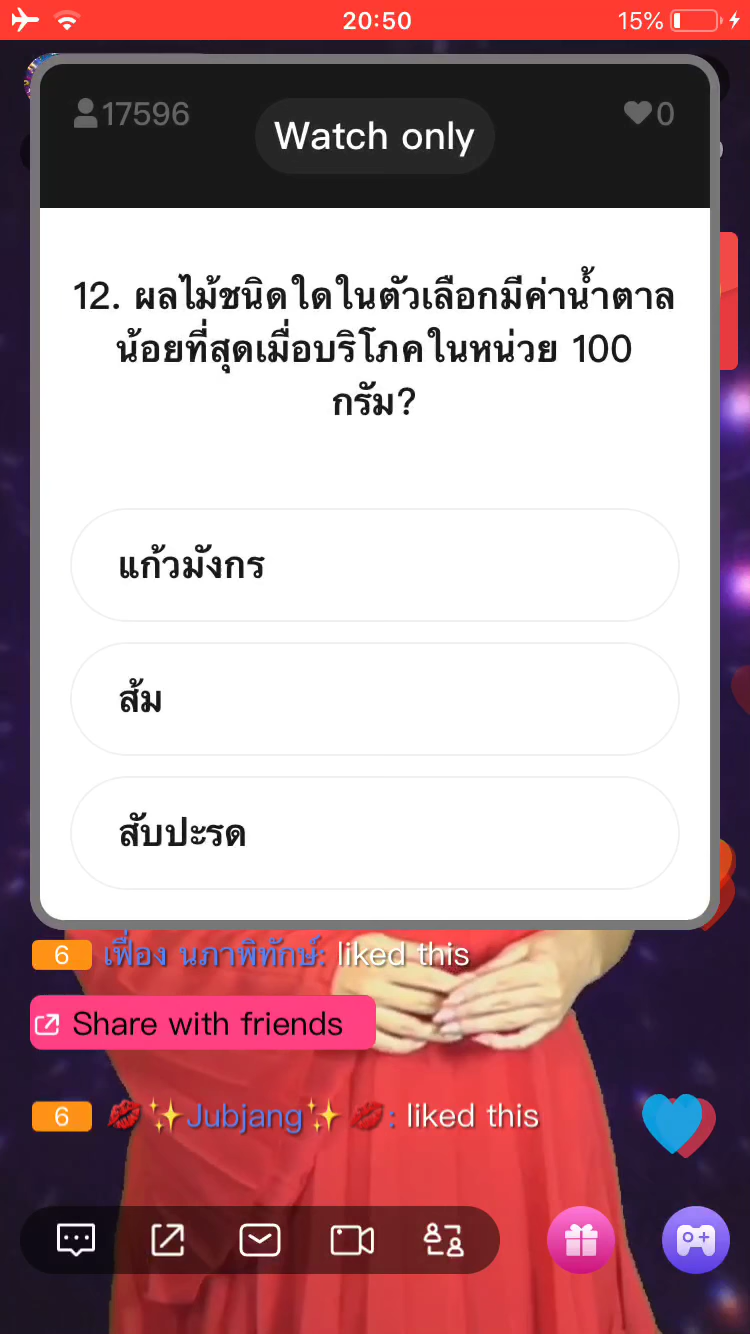 20:50
15%
17596
Watch only
0
12. ผลไม้ชนิดใดในตัวเลือกมีค่าน้ำตาล
น้อยที่สุดเมื่อบริโภคในหน่วย 100
กรัม?
แก้วมังกร
ส้ม
สับปะรด
6 เฟื่อง นภาพิทักษ์: liked this
Share with friends
6 💋✨Jubjang✨💋: liked this